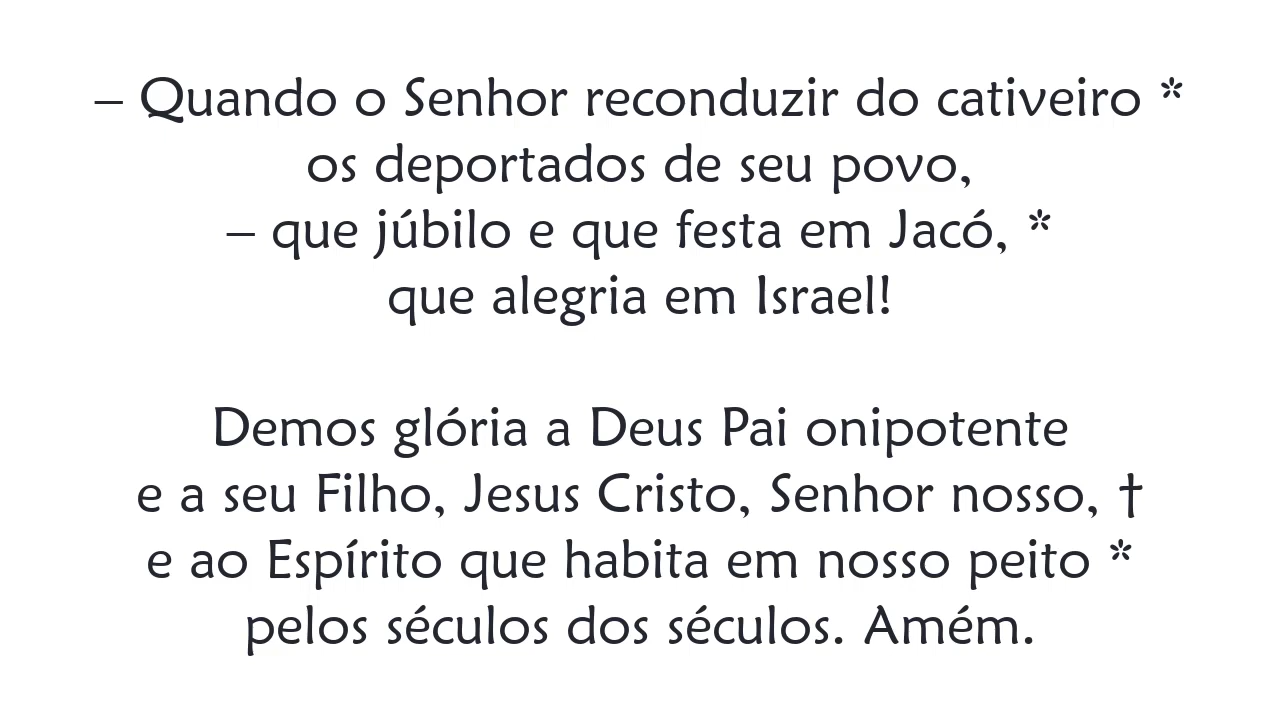 – Quando o Senhor reconduzir do cativeiro *
os deportados de seu povo,
– que júbilo e que festa em Jacó, *
que alegria em Israel!
Demos glória a Deus Pai onipotente
e a seu Filho, Jesus Cristo, Senhor nosso, †
e ao Espírito que habita em nosso peito *
pelos séculos dos séculos. Amém.